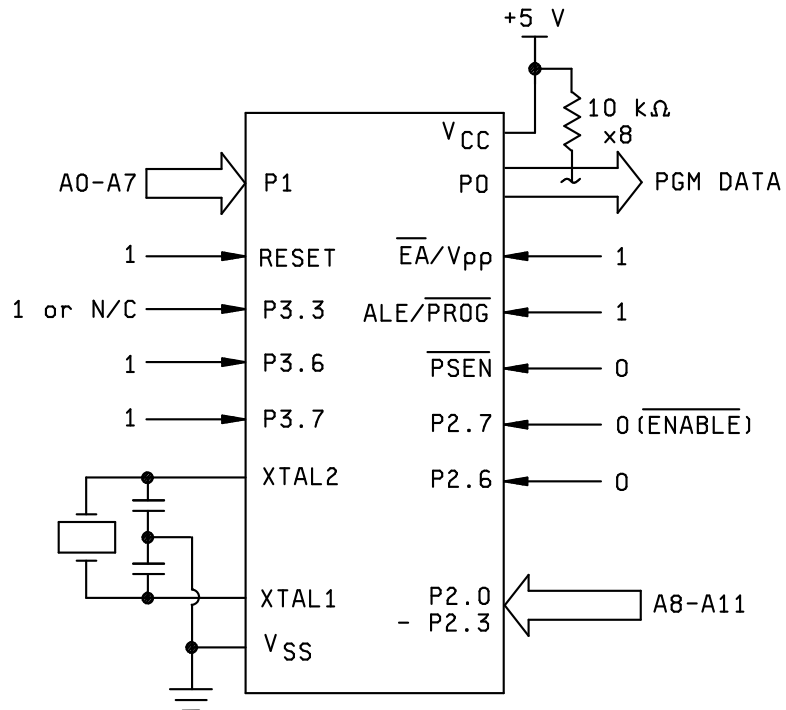 +5 V
10 kΩ
x8
VCC
A0-A7
P1
P0
PGM DATA
1
RESET
EA/Vpp
1
1 or N/C
P3.3
ALE/PROG
1
1
P3.6
PSEN
0
1
P3.7
P2.7
0 (ENABLE)
XTAL2
P2.6
0
XTAL1
P2.0
- P2.3
A8-A11
VSS